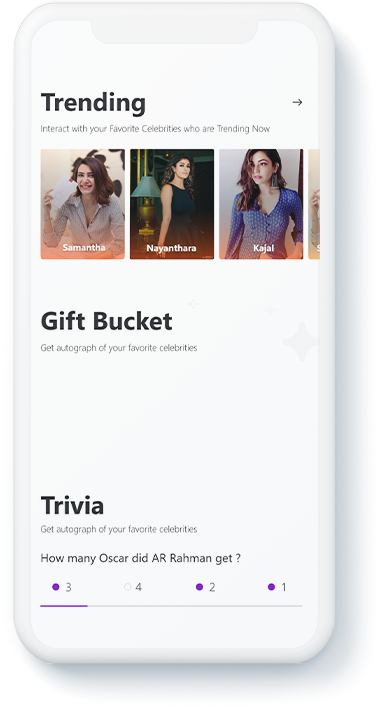 Trending
Interact with your Favorite Celebrities who are Trending Now
Samantha
Nayanthara
Kajal
S
Gift Bucket
Get autograph of your favorite celebrities
Trivia
Get autograph of your favorite celebrities
How many Oscar did AR Rahman get ?
3 4 2 1